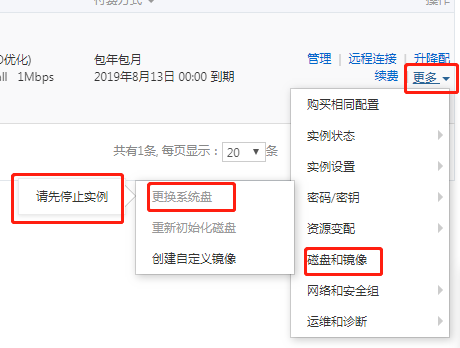 付费方式
操作
O优化)
包年包月
管理 | 远程连接 | 升降配
all 1Mbps
2019年8月13日 00:00 到期
续费
更多
购买相同配置
实例状态
共有1条, 每页显示：20 条
实例设置
请先停止实例
更换系统盘
密码/密钥
重新初始化磁盘
资源变配
创建自定义镜像
磁盘和镜像
网络和安全组
运维和诊断